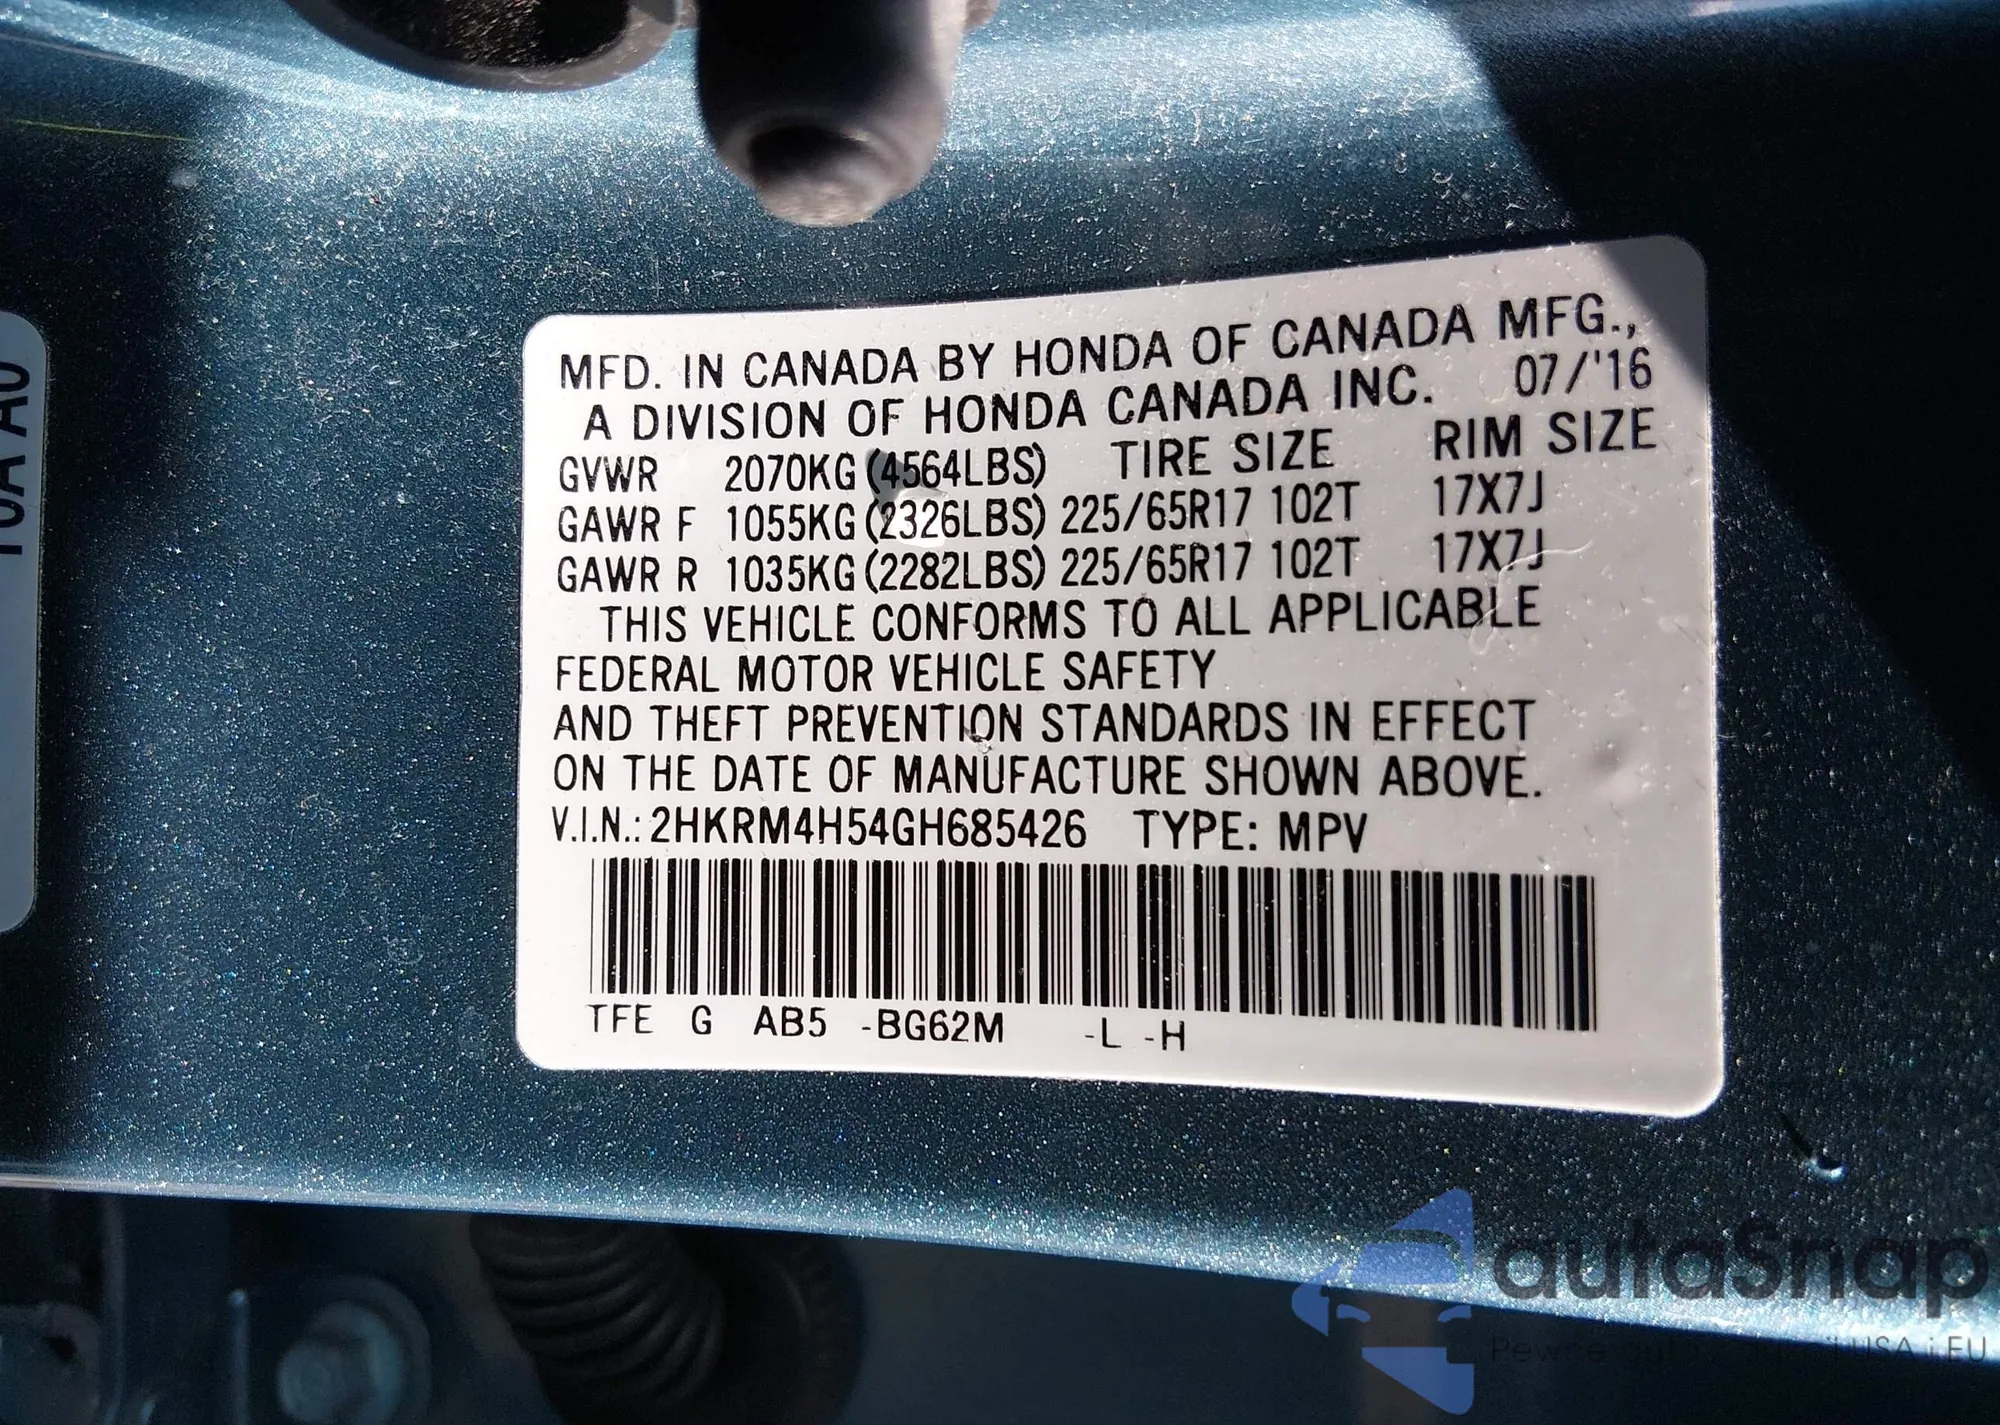 MFD. IN CANADA BY HONDA OF CANADA MFG.,
A DIVISION OF HONDA CANADA INC. 07/'16
GVWR 2070KG (4564LBS) TIRE SIZE RIM SIZE
GAWR F 1055KG (2326LBS) 225/65R17 102T 17X7J
GAWR R 1035KG (2282LBS) 225/65R17 102T 17X7J
THIS VEHICLE CONFORMS TO ALL APPLICABLE
FEDERAL MOTOR VEHICLE SAFETY
AND THEFT PREVENTION STANDARDS IN EFFECT
ON THE DATE OF MANUFACTURE SHOWN ABOVE.
V.I.N.: 2HKRM4H54GH685426 TYPE: MPV
TFE G AB5 -BG62M -L -H
autaSnap
USA i EU